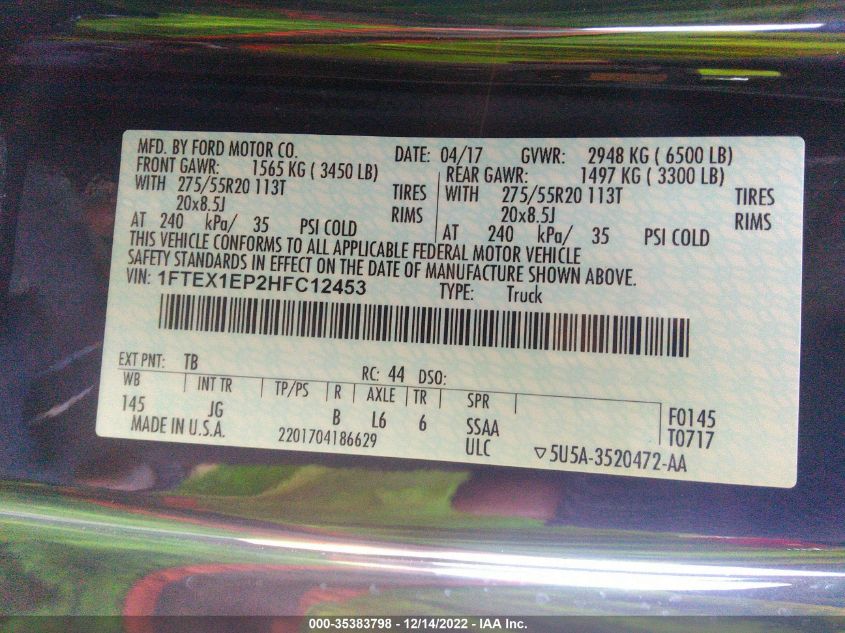 MFD. BY FORD MOTOR CO. DATE: 04/17 GVWR: 2948 KG ( 6500 LB)
FRONT GAWR: 1565 KG ( 3450 LB) REAR GAWR: 1497 KG ( 3300 LB)
WITH 275/55R20 113T TIRES WITH 275/55R20 113T TIRES
20x8.5J RIMS 20x8.5J RIMS
AT 240 kPa/ 35 PSI COLD AT 240 kPa/ 35 PSI COLD
THIS VEHICLE CONFORMS TO ALL APPLICABLE FEDERAL MOTOR VEHICLE
SAFETY STANDARDS IN EFFECT ON THE DATE OF MANUFACTURE SHOWN ABOVE.
VIN: 1FTEX1EP2HFC12453 TYPE: Truck
EXT PNT: TB RC: 44 DSO:
WB INT TR TP/PS R AXLE TR SPR
145 JG B L6 6 SSAA F0145
MADE IN U.S.A. 2201704186629 ULC T0717
▽5U5A-3520472-AA
000-35383798 - 12/14/2022 - IAA Inc.